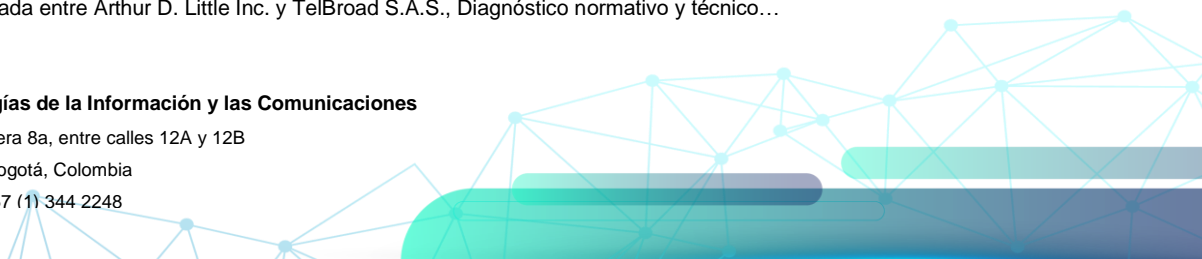 ada entre Arthur D. Little Inc. y TelBroad S.A.S., Diagnóstico normativo y técnico…
gías de la Información y las Comunicaciones
era 8a, entre calles 12A y 12B
ogotá, Colombia
7 (1) 344 2248